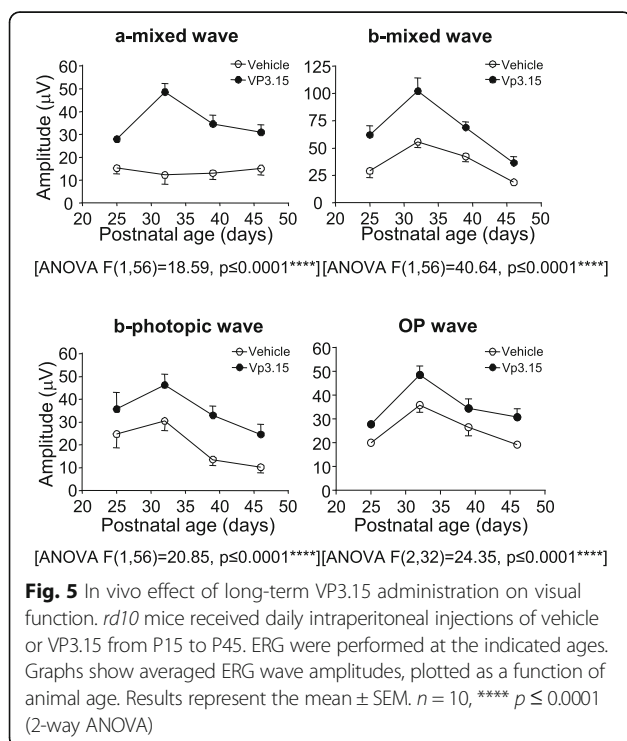 a-mixed wave
Vehicle
VP3.15
Amplitude (µV)
60
50
40
30
20
10
0
20 25 30 35 40 45 50
Postnatal age (days)
[ANOVA F(1,56)=18.59, p≤0.0001****]
b-mixed wave
Vehicle
Vp3.15
125
100
75
50
25
0
20 25 30 35 40 45 50
Postnatal age (days)
[ANOVA F(1,56)=40.64, p≤0.0001****]
b-photopic wave
Vehicle
Vp3.15
Amplitude (µV)
60
50
40
30
20
10
0
20 25 30 35 40 45 50
Postnatal age (days)
[ANOVA F(1,56)=20.85, p≤0.0001****]
OP wave
Vehicle
Vp3.15
60
50
40
30
20
10
0
20 25 30 35 40 45 50
Postnatal age (days)
[ANOVA F(2,32)=24.35, p≤0.0001****]
Fig. 5 In vivo effect of long-term VP3.15 administration on visual
function. rd10 mice received daily intraperitoneal injections of vehicle
or VP3.15 from P15 to P45. ERG were performed at the indicated ages.
Graphs show averaged ERG wave amplitudes, plotted as a function of
animal age. Results represent the mean ± SEM. n = 10, **** p ≤ 0.0001
(2-way ANOVA)